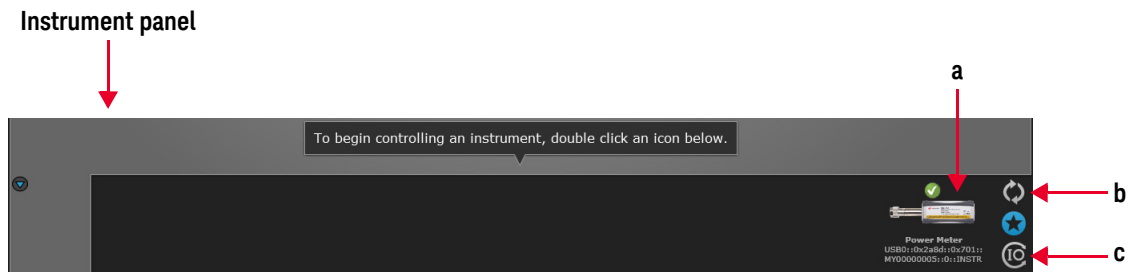 Instrument panel
a
To begin controlling an instrument, double click an icon below.
b
Power Meter
USB0::0x2a8d::0x701::
MY00000005::0::INSTR
IO
c